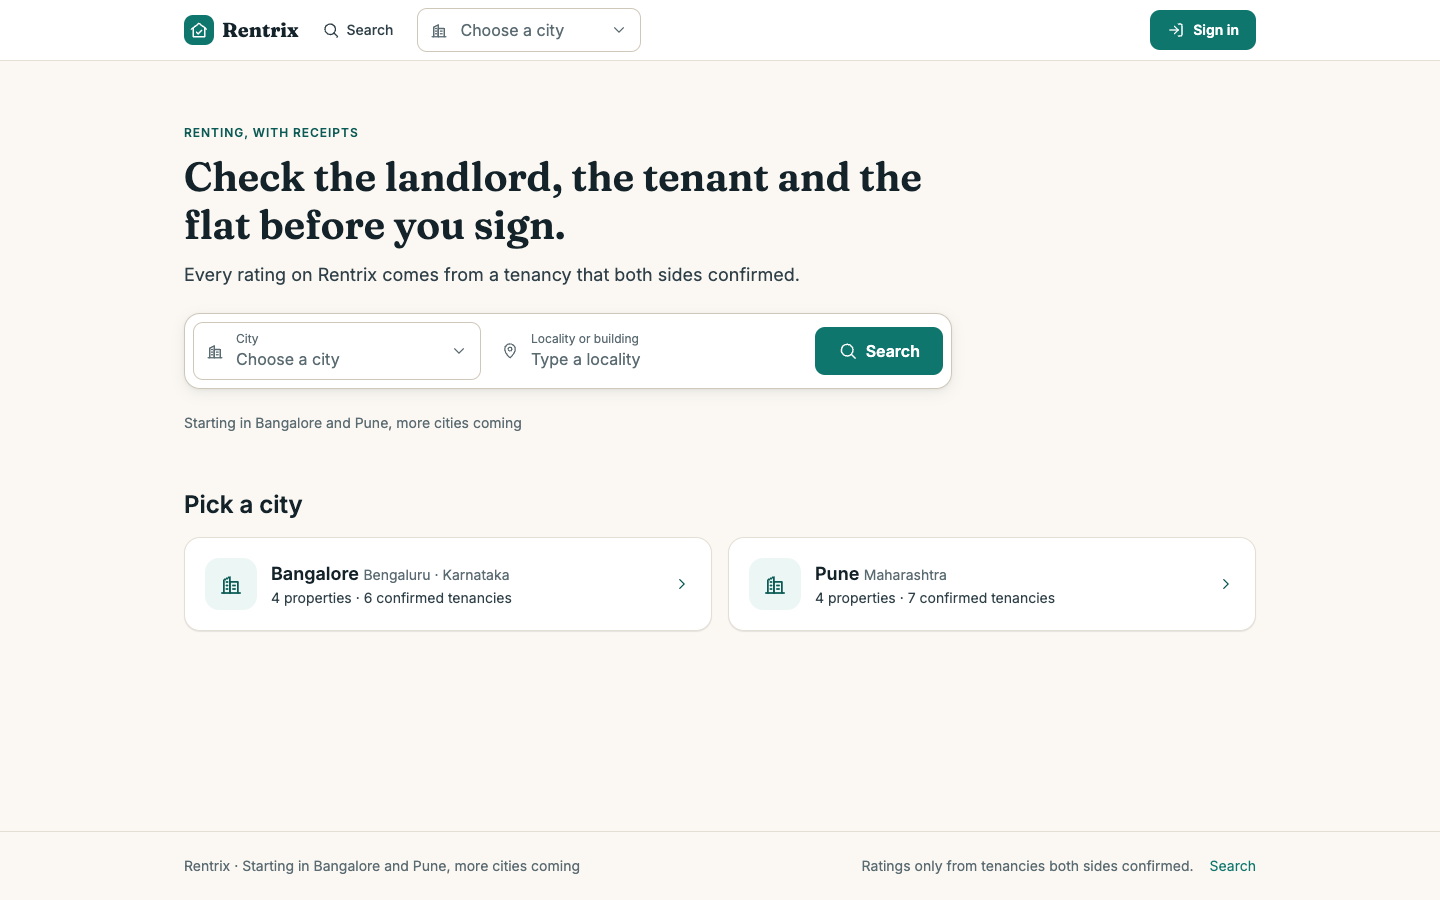 Rentrix
Search
Choose a city
Sign in
RENTING, WITH RECEIPTS
Check the landlord, the tenant and the
flat before you sign.
Every rating on Rentrix comes from a tenancy that both sides confirmed.
City
Choose a city
Locality or building
Type a locality
Search
Starting in Bangalore and Pune, more cities coming
Pick a city
Bangalore Bengaluru · Karnataka
4 properties · 6 confirmed tenancies
Pune Maharashtra
4 properties · 7 confirmed tenancies
Rentrix · Starting in Bangalore and Pune, more cities coming
Ratings only from tenancies both sides confirmed.
Search